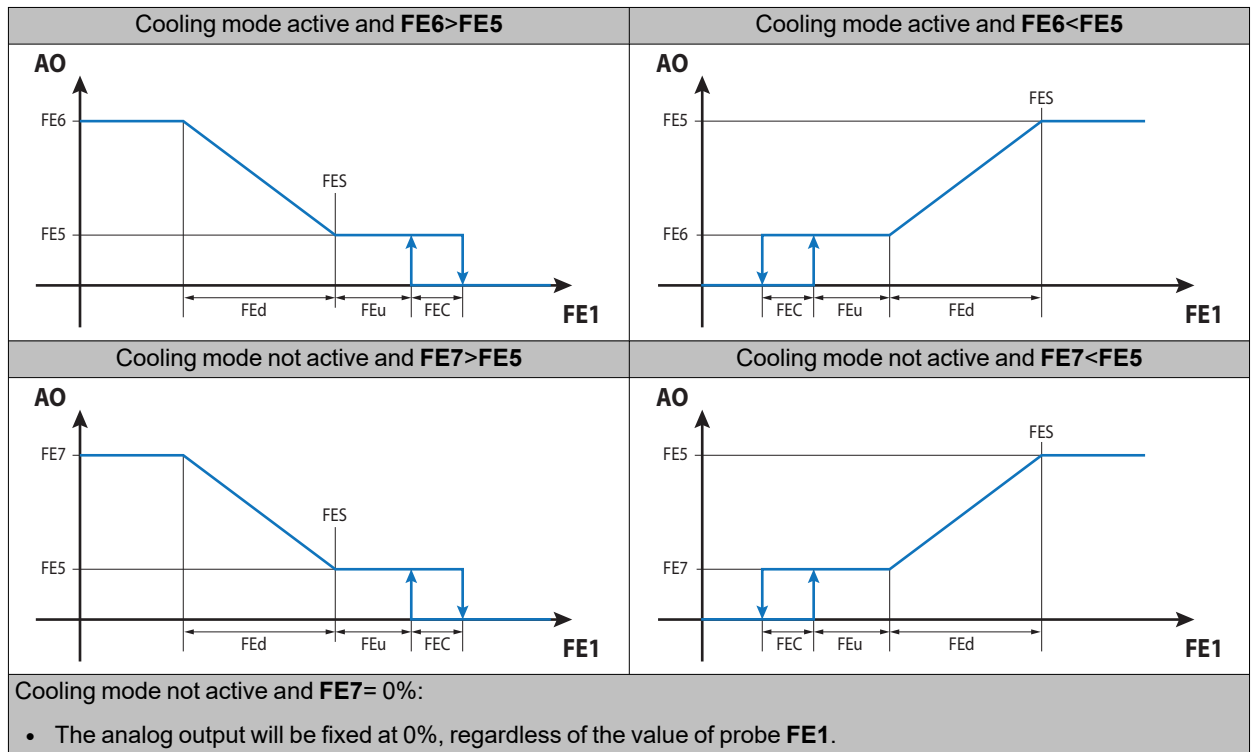 Cooling mode active and FE6>FE5
Cooling mode active and FE6<FE5
AO
FE6
FES
FE5
FEd
FEu
FEC
FE1
AO
FES
FE5
FE6
FEC
FEu
FEd
FE1
Cooling mode not active and FE7>FE5
Cooling mode not active and FE7<FE5
AO
FE7
FES
FE5
FEd
FEu
FEC
FE1
AO
FES
FE5
FE7
FEC
FEu
FEd
FE1
Cooling mode not active and FE7= 0%:
• The analog output will be fixed at 0%, regardless of the value of probe FE1.